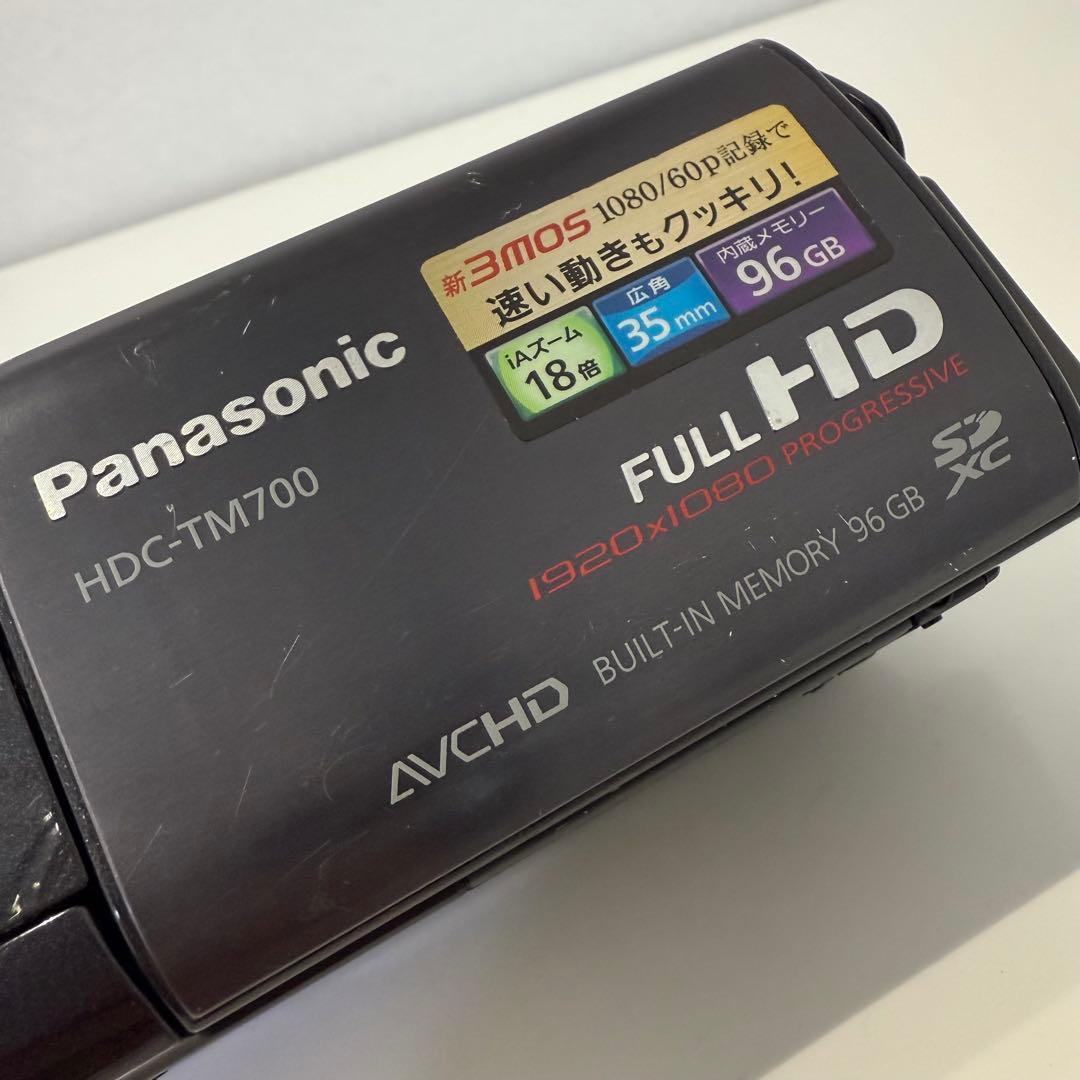 新3MOS 1080/60p記録で
速い動きもクッキリ!
iAズーム
18倍
広角
35mm
内蔵メモリー
96GB
Panasonic
HDC-TM700
FULL HD
1920x1080 PROGRESSIVE
AVCHD
BUILT-IN MEMORY 96 GB
SD
XC